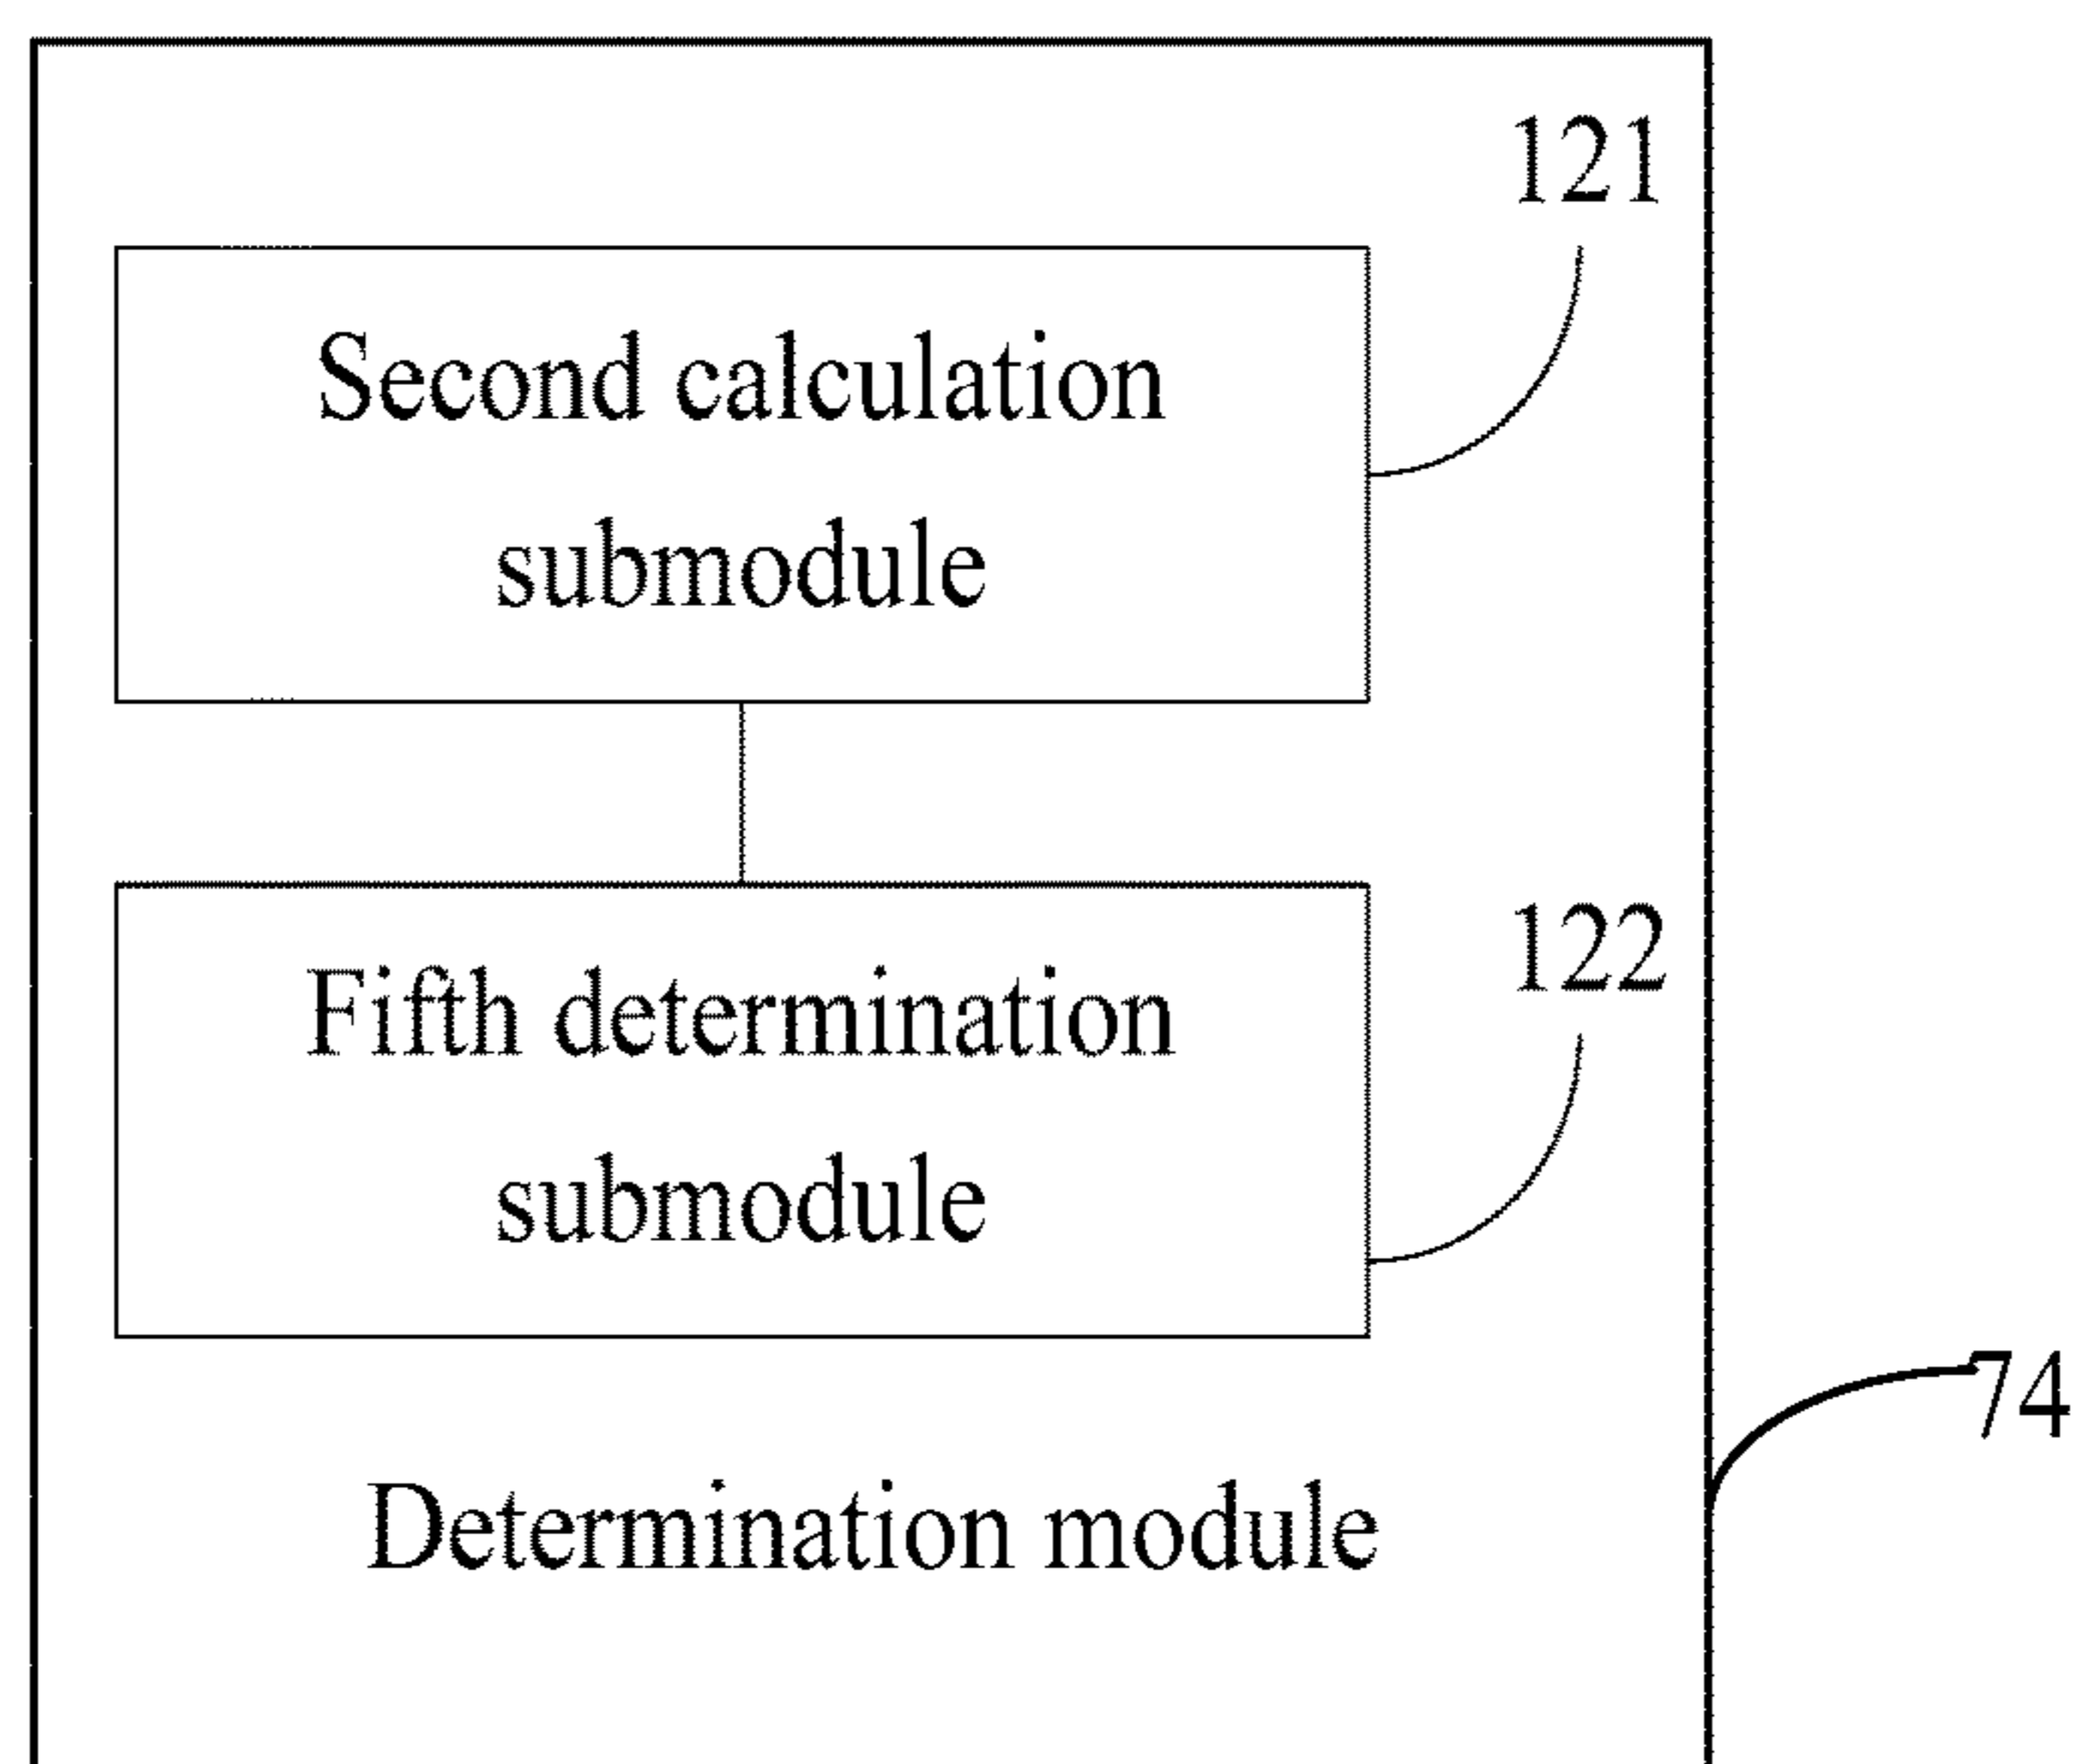 121
Second calculation
submodule
122
Fifth determination
submodule
74
Determination module